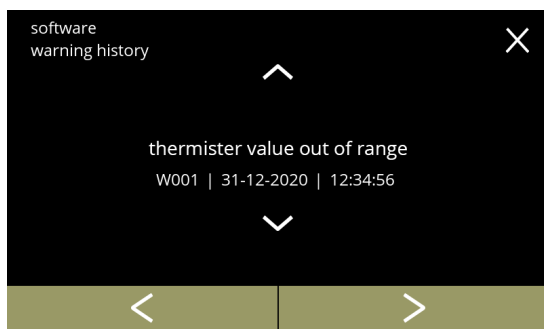 software
warning history
thermister value out of range
W001 | 31-12-2020 | 12:34:56